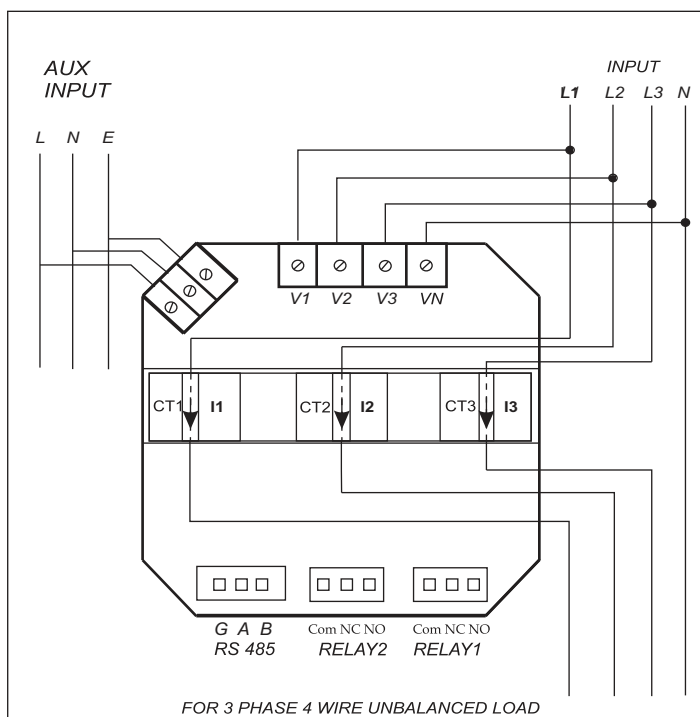 AUX
INPUT
L N E
INPUT
L1 L2 L3 N
V1 V2 V3 VN
CT1 I1 CT2 I2 CT3 I3
G A B
RS 485
Com NC NO
RELAY2
Com NC NO
RELAY1
FOR 3 PHASE 4 WIRE UNBALANCED LOAD